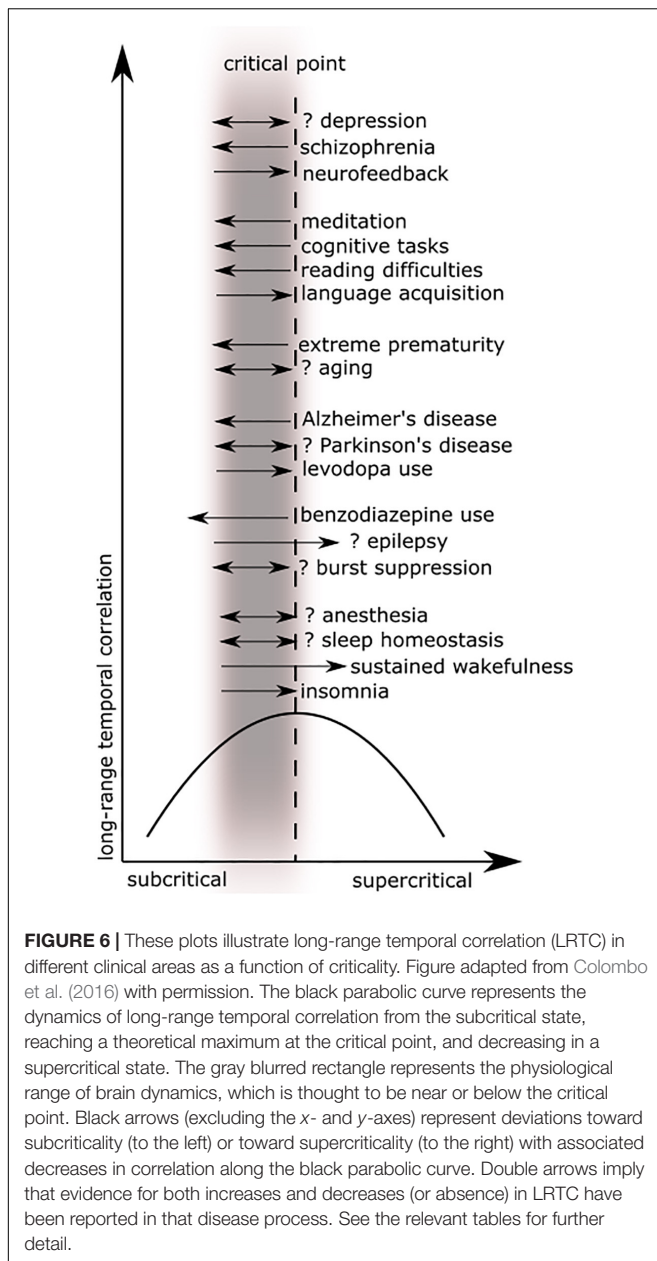 critical point
? depression
schizophrenia
neurofeedback
meditation
cognitive tasks
reading difficulties
language acquisition
extreme prematurity
? aging
Alzheimer's disease
? Parkinson's disease
levodopa use
benzodiazepine use
? epilepsy
? burst suppression
? anesthesia
? sleep homeostasis
sustained wakefulness
insomnia
long-range temporal correlation
subcritical
supercritical
FIGURE 6 | These plots illustrate long-range temporal correlation (LRTC) in
different clinical areas as a function of criticality. Figure adapted from Colombo
et al. (2016) with permission. The black parabolic curve represents the
dynamics of long-range temporal correlation from the subcritical state,
reaching a theoretical maximum at the critical point, and decreasing in a
supercritical state. The gray blurred rectangle represents the physiological
range of brain dynamics, which is thought to be near or below the critical
point. Black arrows (excluding the x- and y-axes) represent deviations toward
subcriticality (to the left) or toward supercriticality (to the right) with associated
decreases in correlation along the black parabolic curve. Double arrows imply
that evidence for both increases and decreases (or absence) in LRTC have
been reported in that disease process. See the relevant tables for further
detail.